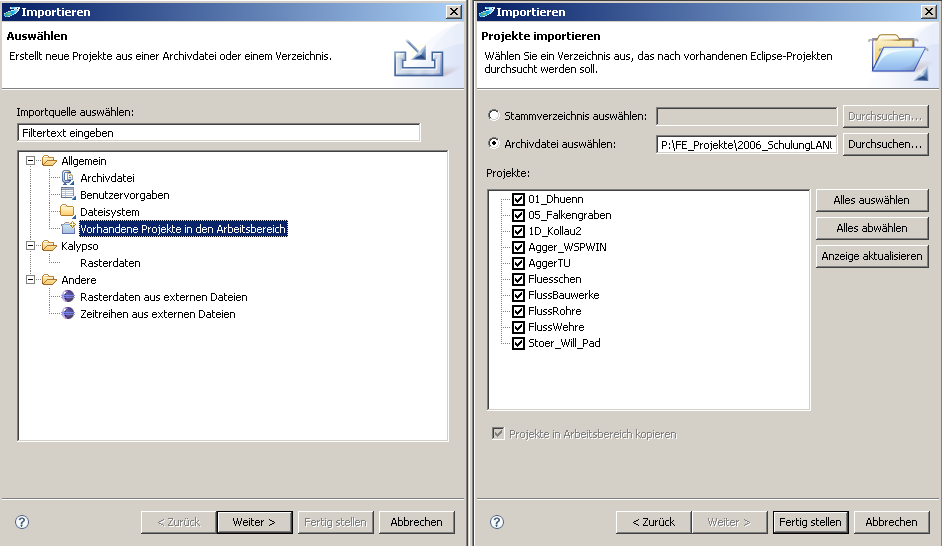 Importieren
Auswählen
Erstellt neue Projekte aus einer Archivdatei oder einem Verzeichnis.
Importquelle auswählen:
Filtertext eingeben
Allgemein
Archivdatei
Benutzervorgaben
Dateisystem
Vorhandene Projekte in den Arbeitsbereich
Kalypso
Rasterdaten
Andere
Rasterdaten aus externen Dateien
Zeitreihen aus externen Dateien
< Zurück
Weiter >
Fertig stellen
Abbrechen
Importieren
Projekte importieren
Wählen Sie ein Verzeichnis aus, das nach vorhandenen Eclipse-Projekten
durchsucht werden soll.
Stammverzeichnis auswählen:
Durchsuchen...
Archivdatei auswählen:
P:\FE_Projekte\2006_SchulungLANU
Durchsuchen...
Projekte:
01_Dhuenn
05_Falkengraben
1D_Kollau2
Agger_WSPWIN
AggerTU
Fluesschen
FlussBauwerke
FlussRohre
FlussWehre
Stoer_Will_Pad
Alles auswählen
Alles abwählen
Anzeige aktualisieren
Projekte in Arbeitsbereich kopieren
< Zurück
Weiter >
Fertig stellen
Abbrechen